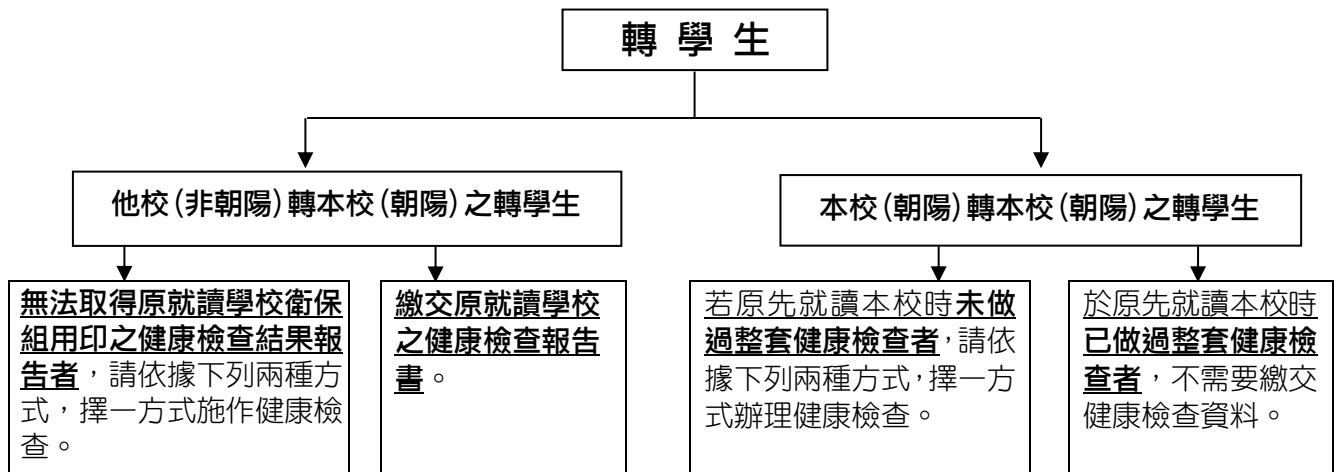 轉 學 生
他校(非朝陽)轉本校(朝陽)之轉學生
本校(朝陽)轉本校(朝陽)之轉學生
無法取得原就讀學校衛保
組用印之健康檢查結果報
告者，請依據下列兩種方
式，擇一方式施作健康檢
查。
繳交原就讀學校
之健康檢查報告
書。
若原先就讀本校時未做
過整套健康檢查者，請依
據下列兩種方式，擇一方
式辦理健康檢查。
於原先就讀本校時
已做過整套健康檢
查者，不需要繳交
健康檢查資料。